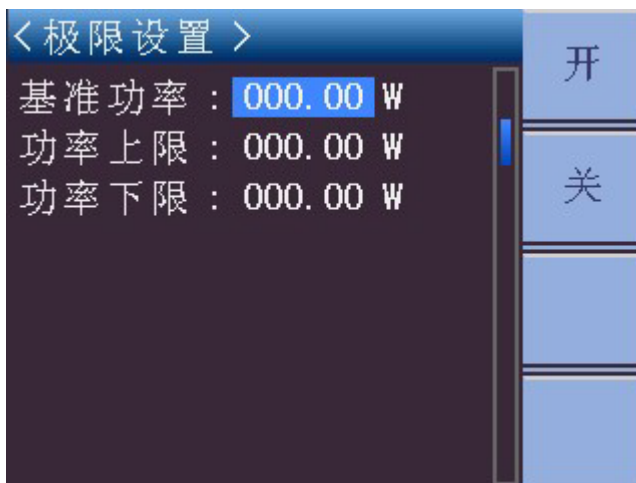 <极限设置 >
基准功率 : 000.00 W
功率上限 : 000.00 W
功率下限 : 000.00 W
开
关